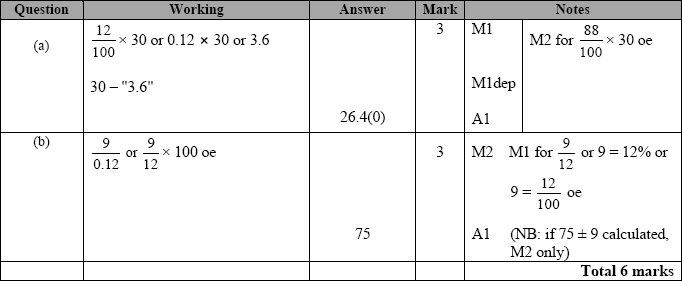 Question Working Answer Mark Notes
(a) 12/100 × 30 or 0.12 × 30 or 3.6 3 M1 M2 for 88/100 × 30 oe
30 – "3.6" M1dep
26.4(0) A1
(b) 9/0.12 or 9/12 × 100 oe 3 M2 M1 for 9/12 or 9 = 12% or
9 = 12/100 oe
75 A1 (NB: if 75 ± 9 calculated,
M2 only)
Total 6 marks